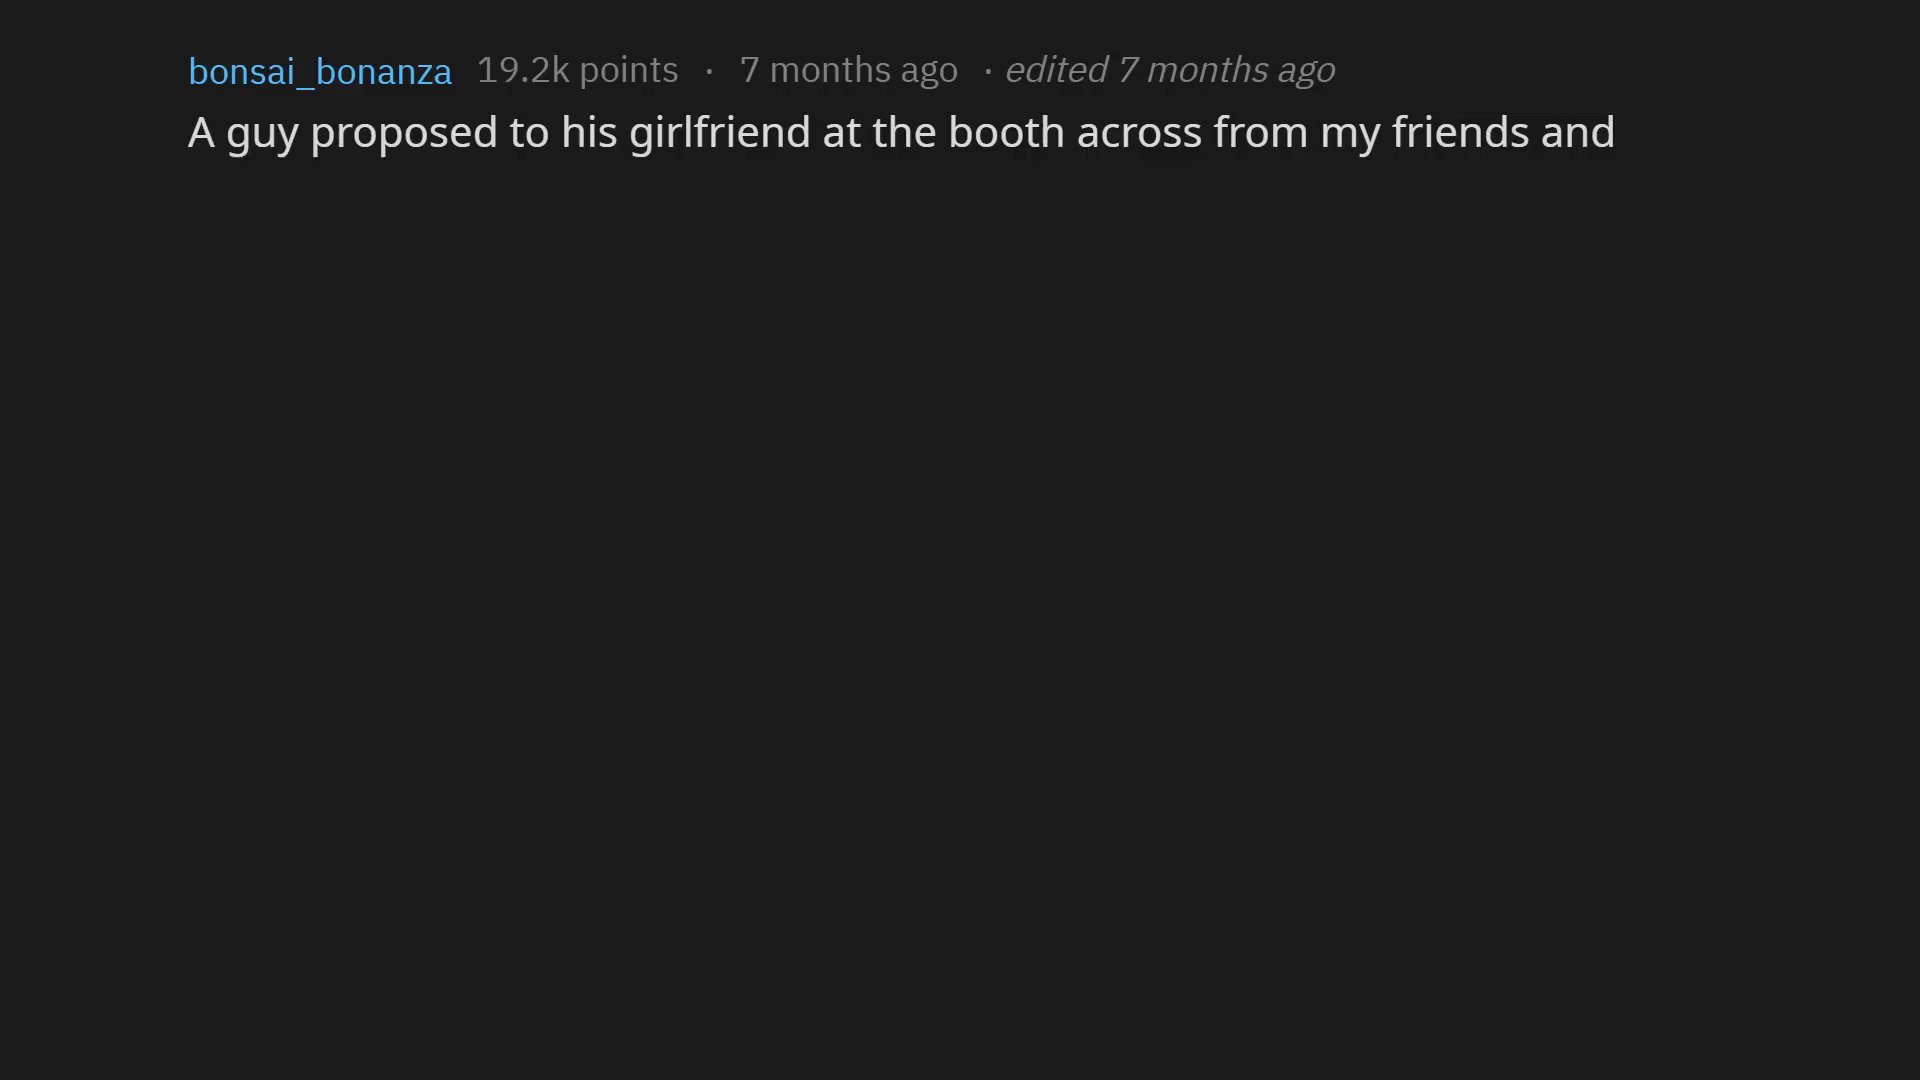 bonsai_bonanza 19.2k points · 7 months ago · edited 7 months ago
A guy proposed to his girlfriend at the booth across from my friends and